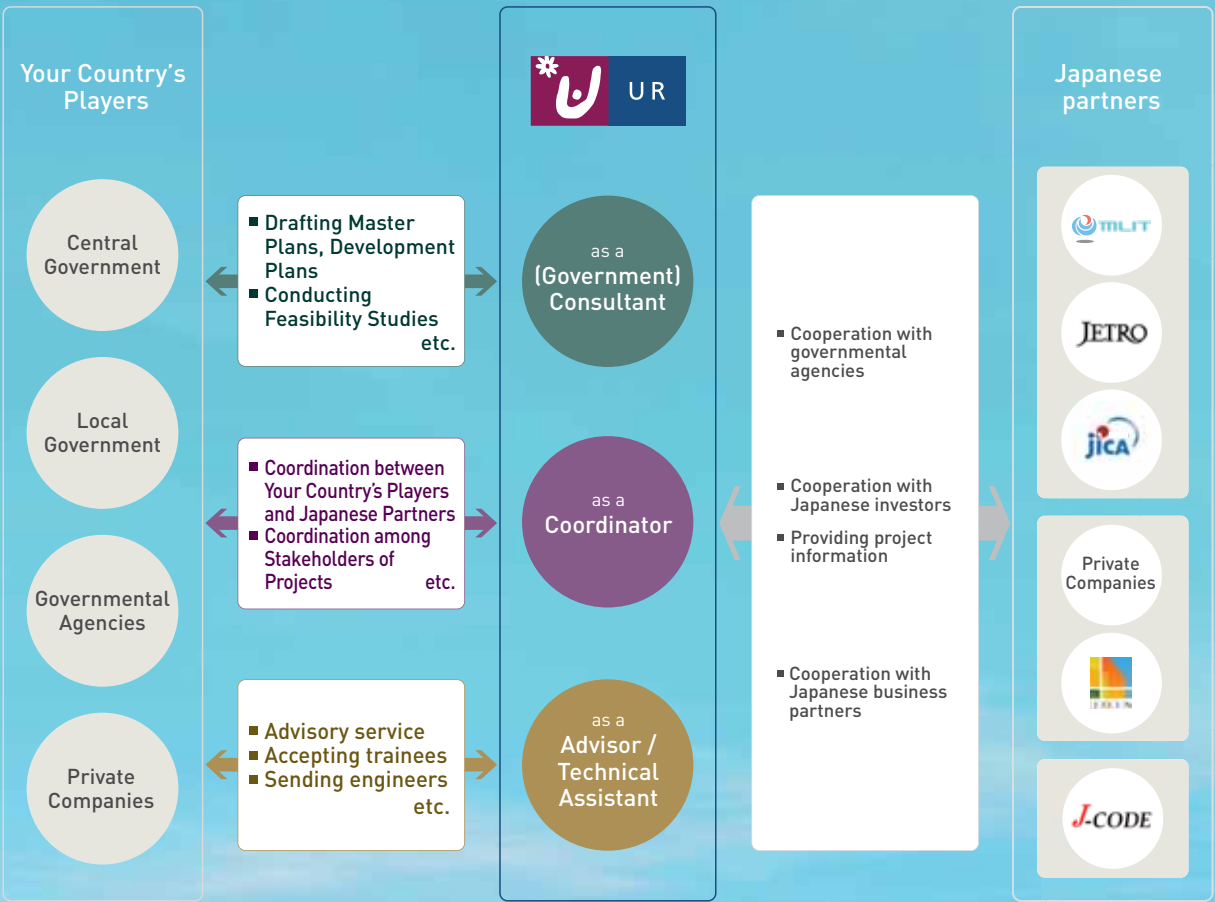 Your Country's
Players
Central
Government
Local
Government
Governmental
Agencies
Private
Companies
■ Drafting Master
Plans, Development
Plans
■ Conducting
Feasibility Studies
etc.
■ Coordination between
Your Country's Players
and Japanese Partners
■ Coordination among
Stakeholders of
Projects etc.
■ Advisory service
■ Accepting trainees
■ Sending engineers
etc.
UR
as a
(Government)
Consultant
as a
Coordinator
as a
Advisor /
Technical
Assistant
■ Cooperation with
governmental
agencies
■ Cooperation with
Japanese investors
■ Providing project
information
■ Cooperation with
Japanese business
partners
Japanese
partners
MLIT
JETRO
jICA
Private
Companies
JOIN
J-CODE